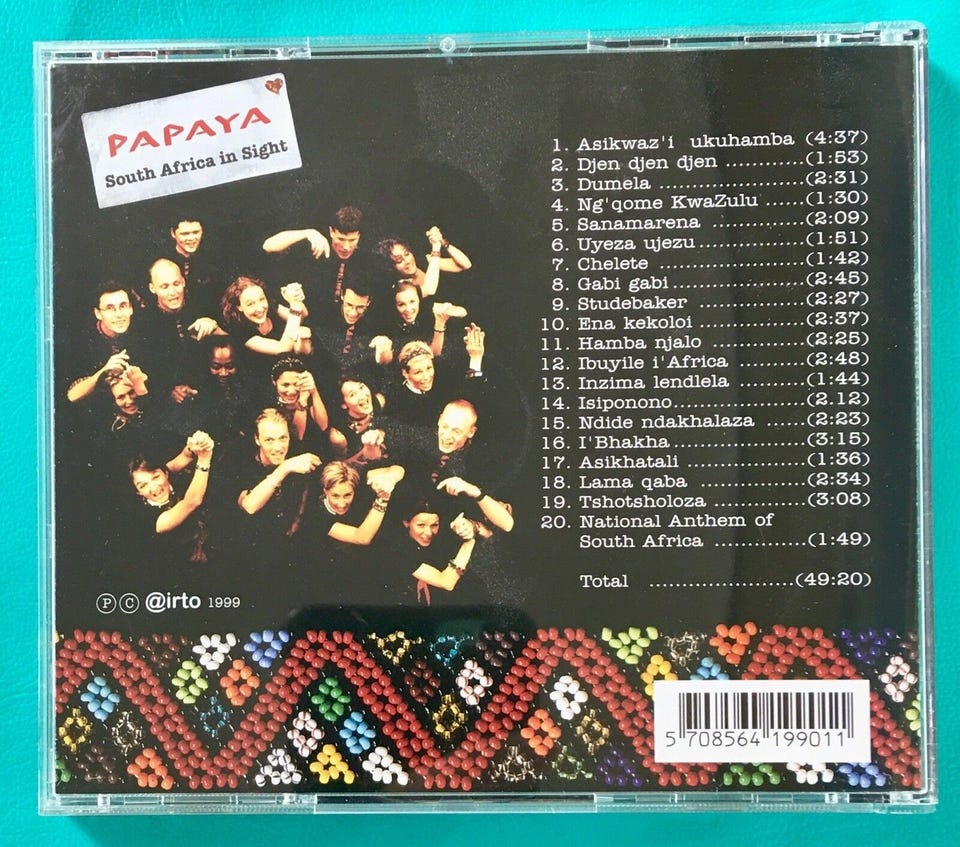 PAPAYA
South Africa in Sight
1. Asikwaz'i ukuhamba (4:37)
2. Djen djen djen ............(1:53)
3. Dumela ......................(2:31)
4. Ng'qome KwaZulu ......(1:30)
5. Sanamarena ..............(2:09)
6. Uyeza ujezu ................(1:51)
7. Chelete ......................(1:42)
8. Gabi gabi ....................(2:45)
9. Studebaker ................(2:27)
10. Ena kekoloi ................(2:37)
11. Hamba njalo ..............(2:25)
12. Ibuyile i'Africa ..........(2:48)
13. Inzima lendlela ..........(1:44)
14. Isiponono....................(2.12)
15. Ndide ndakhalaza ......(2:23)
16. I'Bhakha ....................(3:15)
17. Asikhatali ..................(1:36)
18. Lama qaba ................(2:34)
19. Tshotsholoza ..............(3:08)
20. National Anthem of
South Africa ..............(1:49)
Total ......................(49:20)
Ⓟ Ⓒ @irto 1999
5 708564 199011